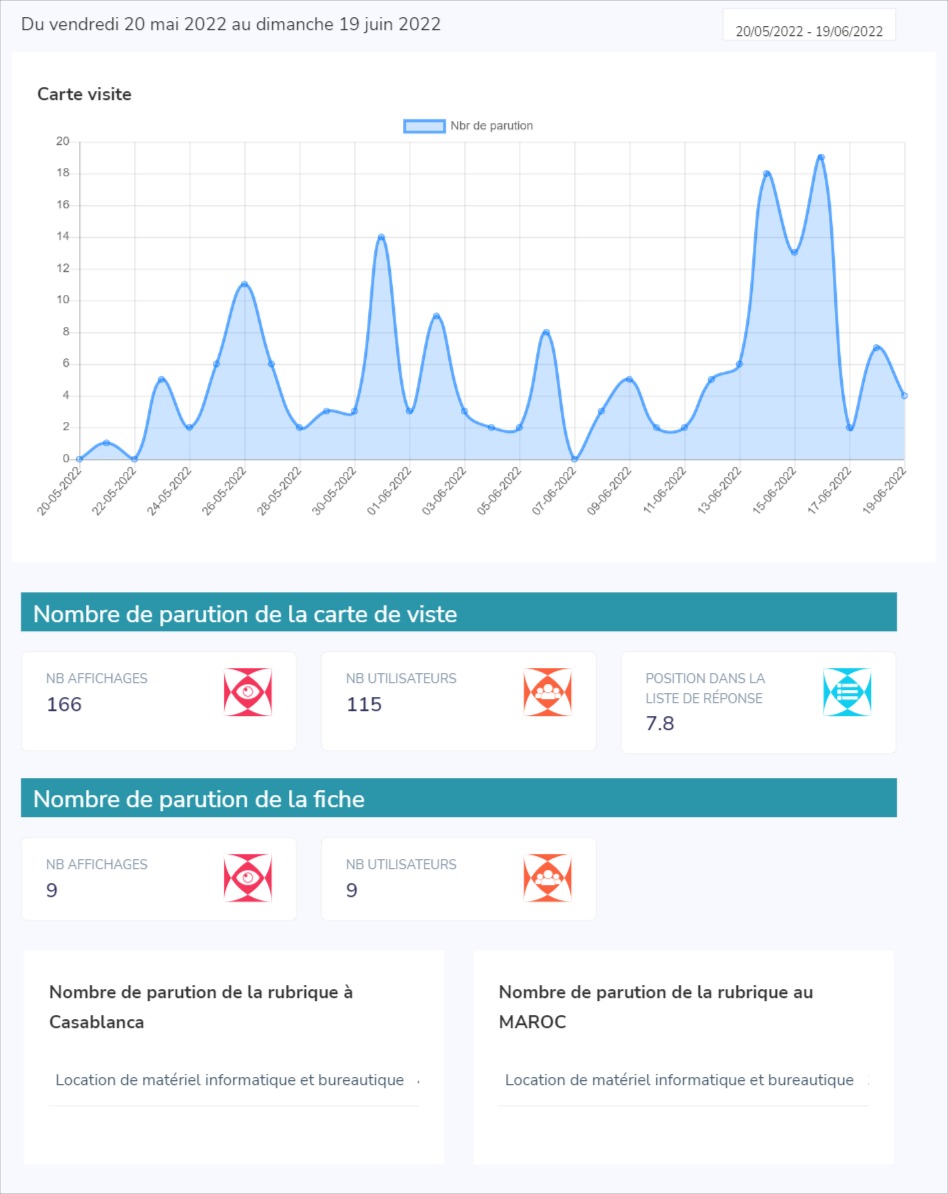 Du vendredi 20 mai 2022 au dimanche 19 juin 2022
20/05/2022 - 19/06/2022
Carte visite
Nbr de parution
20
18
16
14
12
10
8
6
4
2
0
20-05-2022
22-05-2022
24-05-2022
26-05-2022
28-05-2022
30-05-2022
01-06-2022
03-06-2022
05-06-2022
07-06-2022
09-06-2022
11-06-2022
13-06-2022
15-06-2022
17-06-2022
19-06-2022
Nombre de parution de la carte de viste
NB AFFICHAGES
166
NB UTILISATEURS
115
POSITION DANS LA
LISTE DE RÉPONSE
7.8
Nombre de parution de la fiche
NB AFFICHAGES
9
NB UTILISATEURS
9
Nombre de parution de la rubrique à
Casablanca
Location de matériel informatique et bureautique
Nombre de parution de la rubrique au
MAROC
Location de matériel informatique et bureautique